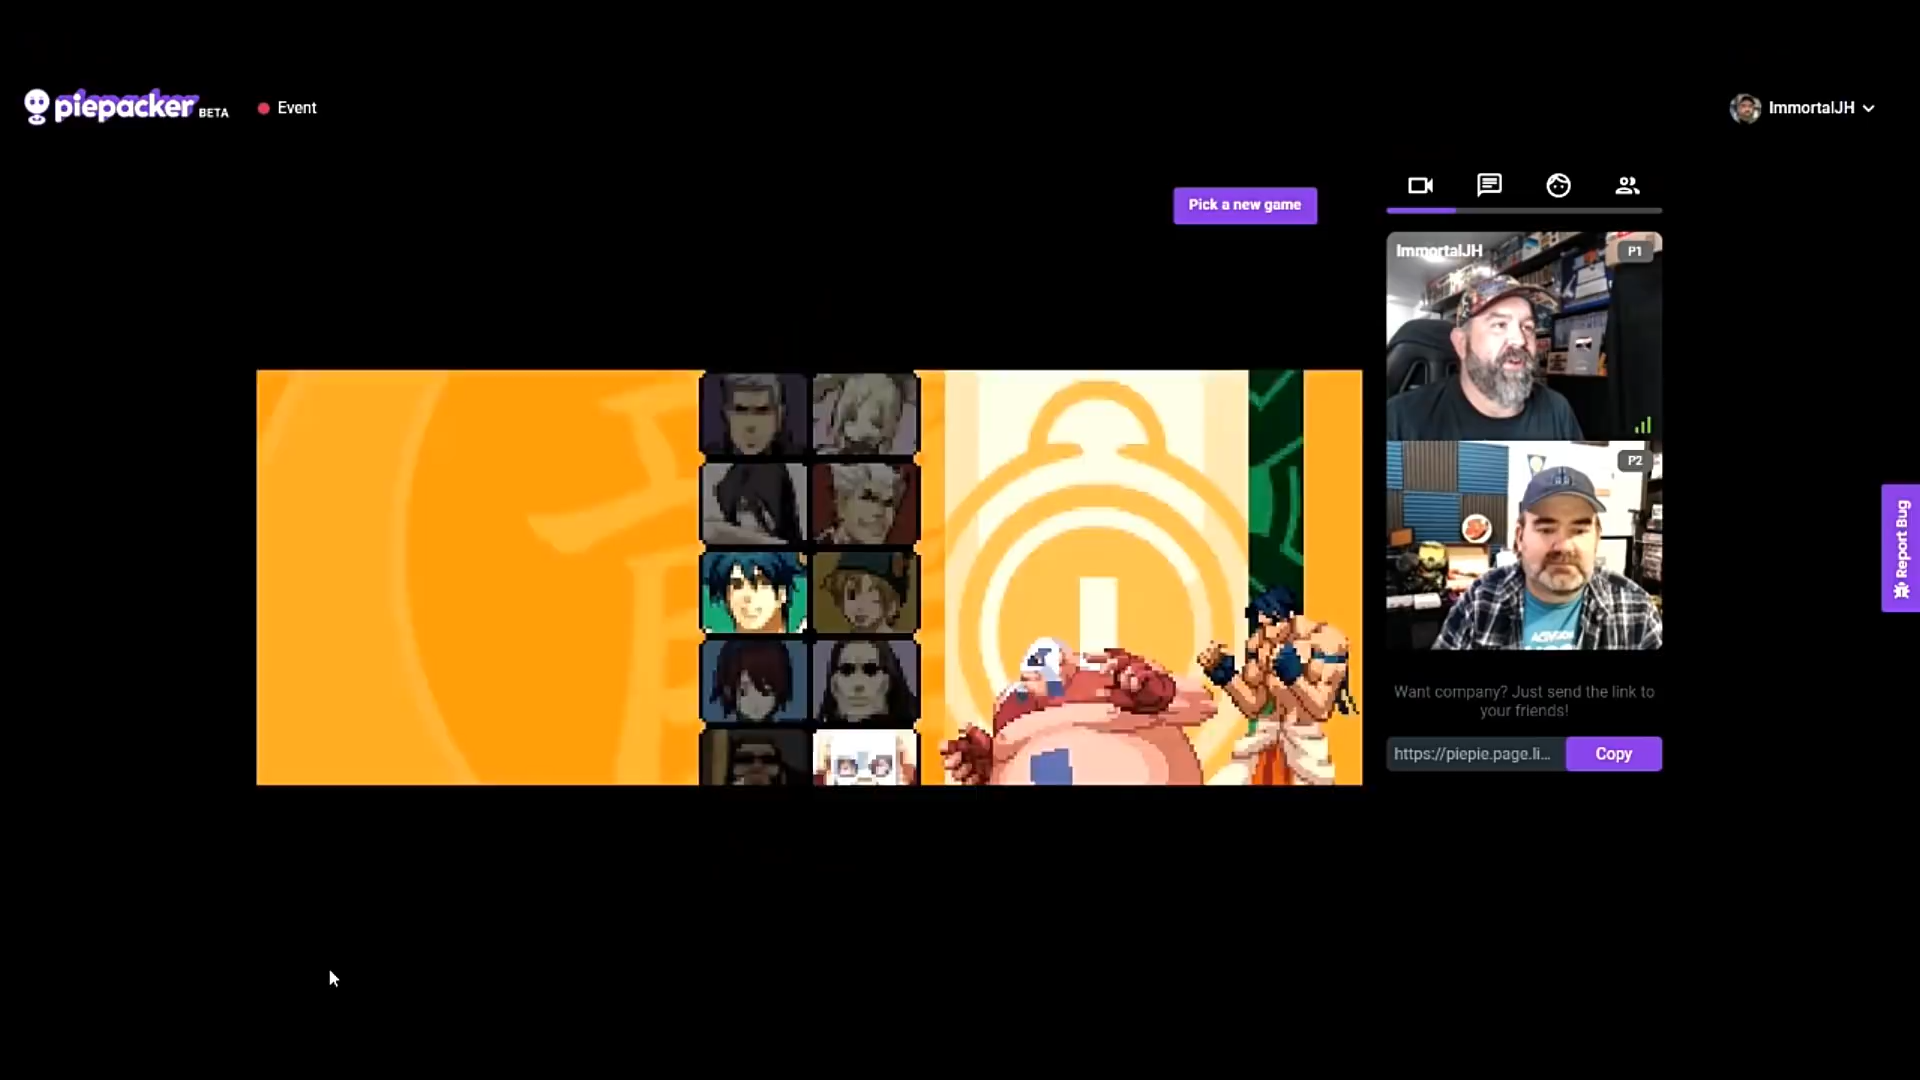 piepacker BETA
Event
ImmortalJH
Pick a new game
ImmortalJH
P1
P2
Want company? Just send the link to
your friends!
https://piepie.page.li...
Copy
Report Bug